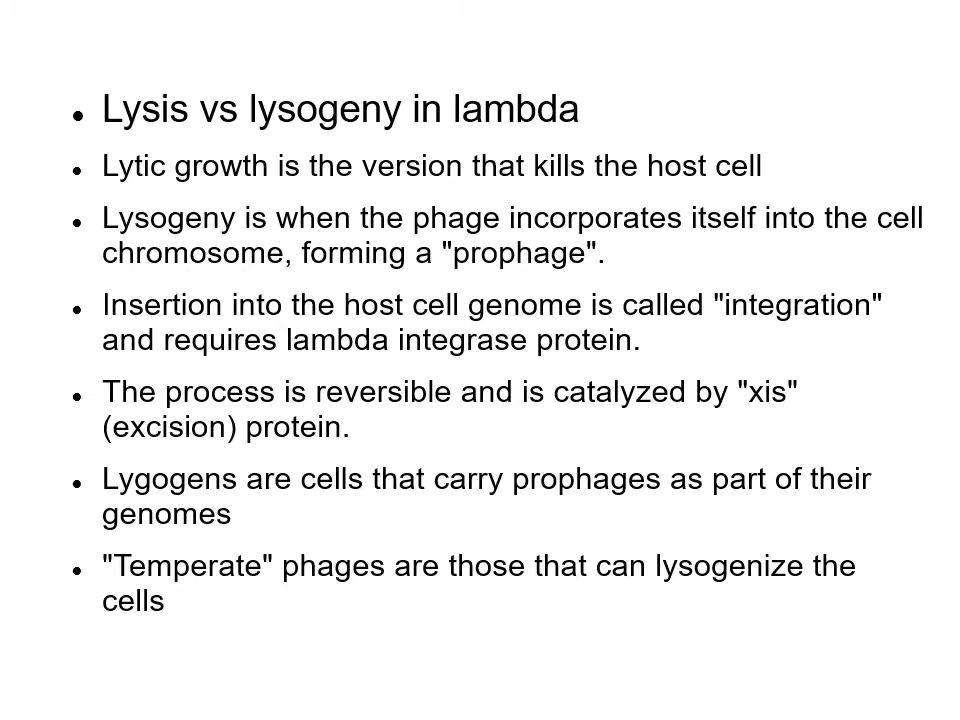 • Lysis vs lysogeny in lambda
• Lytic growth is the version that kills the host cell
• Lysogeny is when the phage incorporates itself into the cell
chromosome, forming a "prophage".
• Insertion into the host cell genome is called "integration"
and requires lambda integrase protein.
• The process is reversible and is catalyzed by "xis"
(excision) protein.
• Lygogens are cells that carry prophages as part of their
genomes
• "Temperate" phages are those that can lysogenize the
cells